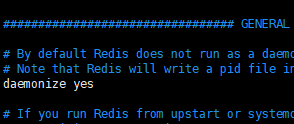 ################################ GENERAL
# By default Redis does not run as a daemo
# Note that Redis will write a pid file in
daemonize yes
# If you run Redis from upstart or systemd